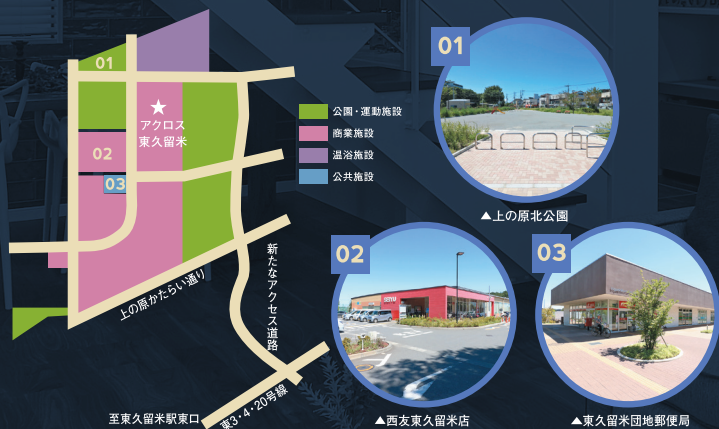 01
02
03
アクロス
東久留米
公園・運動施設
商業施設
温浴施設
公共施設
上の原かたらい通り
新たなアクセス道路
東3・4・20号線
至東久留米駅東口
01
▲上の原北公園
02
SEIYU
▲西友東久留米店
03
▲東久留米団地郵便局